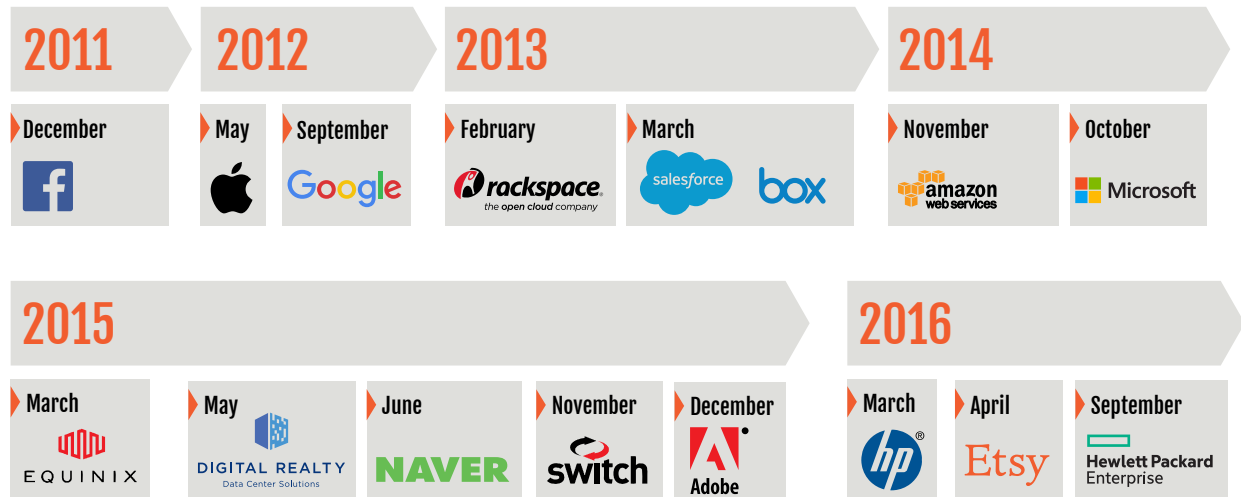 2011
2012
2013
2014
December
May
September
February
March
November
October
f
Google
rackspace.
the open cloud company
salesforce
box
amazon
web services
Microsoft
2015
2016
March
May
June
November
December
March
April
September
EQUINIX
DIGITAL REALTY
Data Center Solutions
NAVER
switch
Adobe
hp®
Etsy
Hewlett Packard
Enterprise